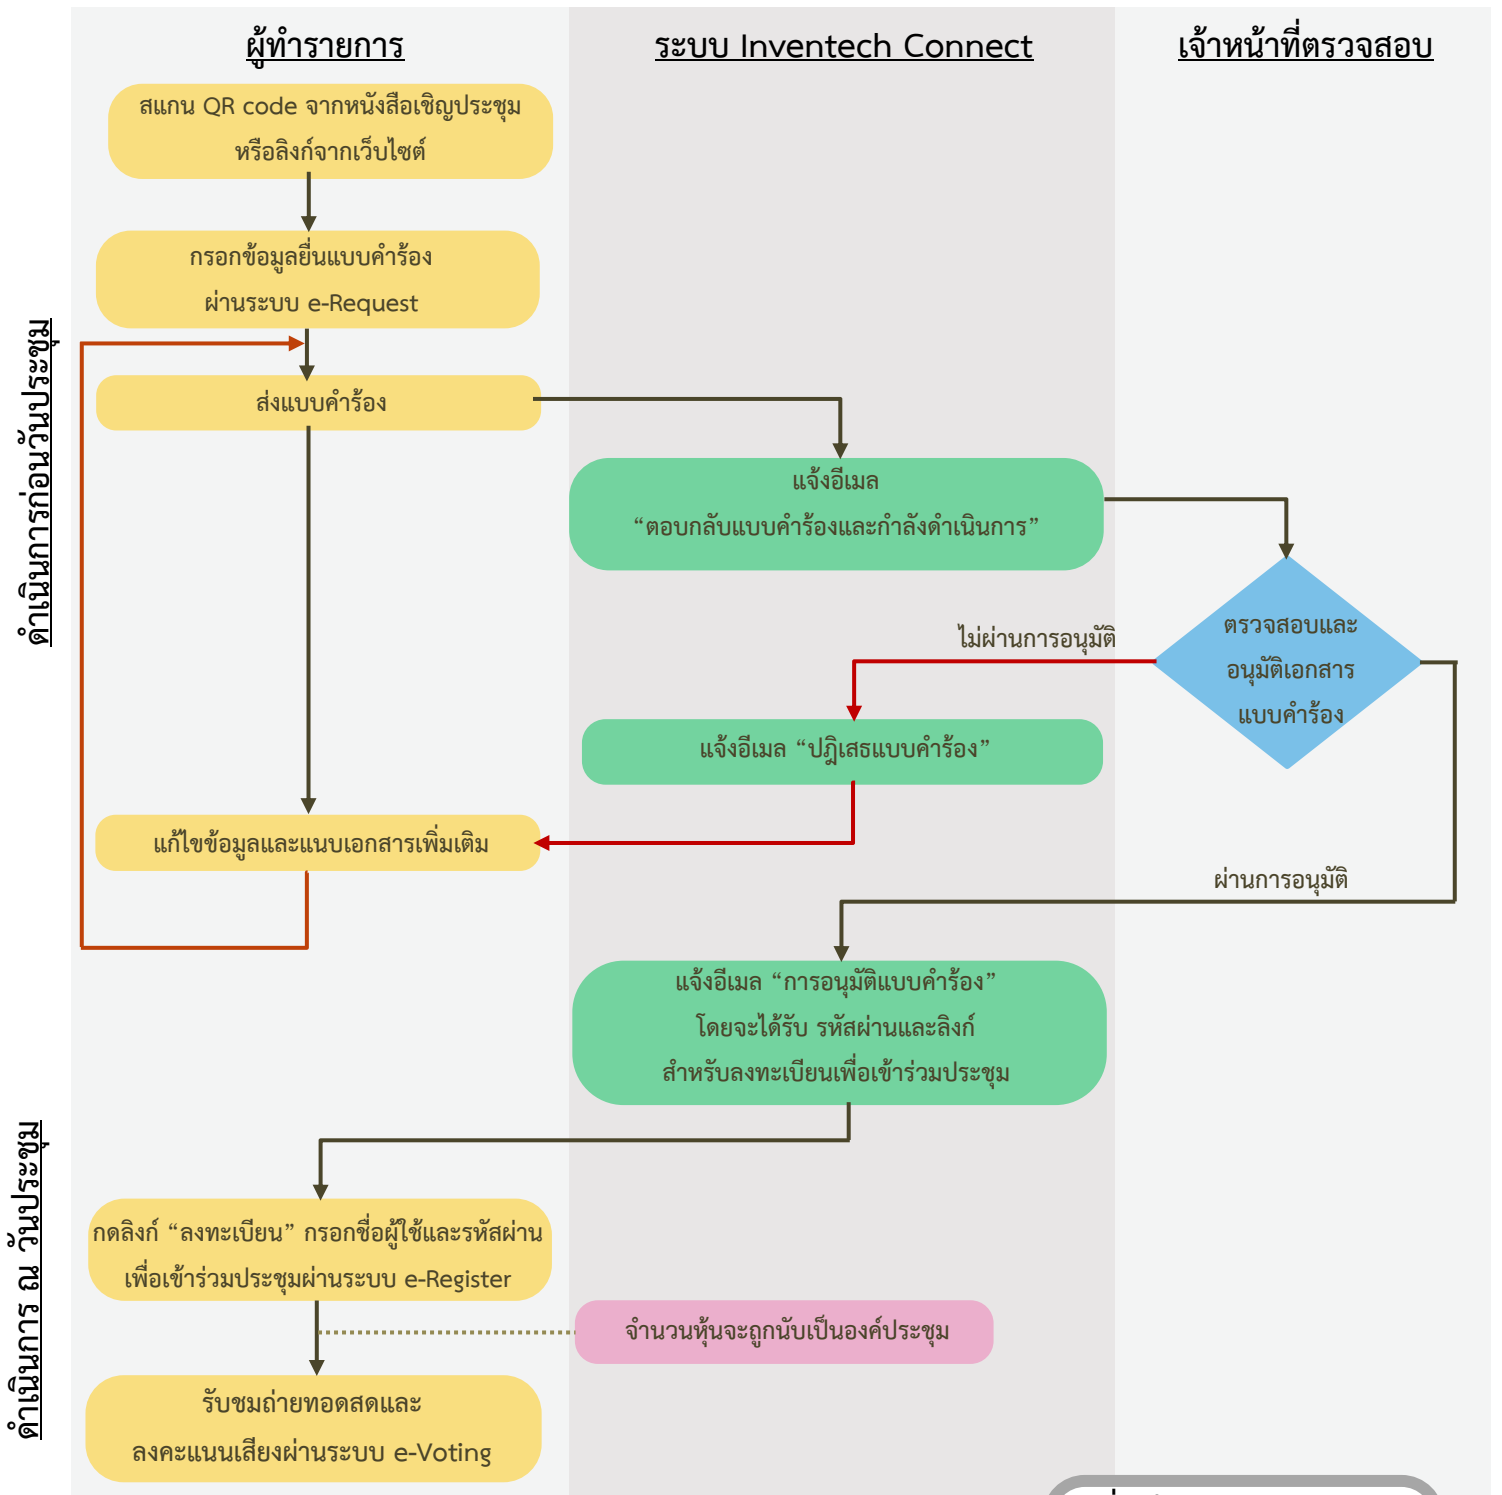 ผู้ทำรายการ
ระบบ Inventech Connect
เจ้าหน้าที่ตรวจสอบ
ดำเนินการก่อนวันประชุม
สแกน QR code จากหนังสือเชิญประชุม
หรือลิงก์จากเว็บไซต์
กรอกข้อมูลยื่นแบบคำร้อง
ผ่านระบบ e-Request
ส่งแบบคำร้อง
แจ้งอีเมล
“ตอบกลับแบบคำร้องและกำลังดำเนินการ”
ตรวจสอบและ
อนุมัติเอกสาร
แบบคำร้อง
ไม่ผ่านการอนุมัติ
แจ้งอีเมล “ปฎิเสธแบบคำร้อง”
แก้ไขข้อมูลและแนบเอกสารเพิ่มเติม
ผ่านการอนุมัติ
แจ้งอีเมล “การอนุมัติแบบคำร้อง”
โดยจะได้รับ รหัสผ่านและลิงก์
สำหรับลงทะเบียนเพื่อเข้าร่วมประชุม
ดำเนินการ ณ วันประชุม
กดลิงก์ “ลงทะเบียน” กรอกชื่อผู้ใช้และรหัสผ่าน
เพื่อเข้าร่วมประชุมผ่านระบบ e-Register
จำนวนหุ้นจะถูกนับเป็นองค์ประชุม
รับชมถ่ายทอดสดและ
ลงคะแนนเสียงผ่านระบบ e-Voting